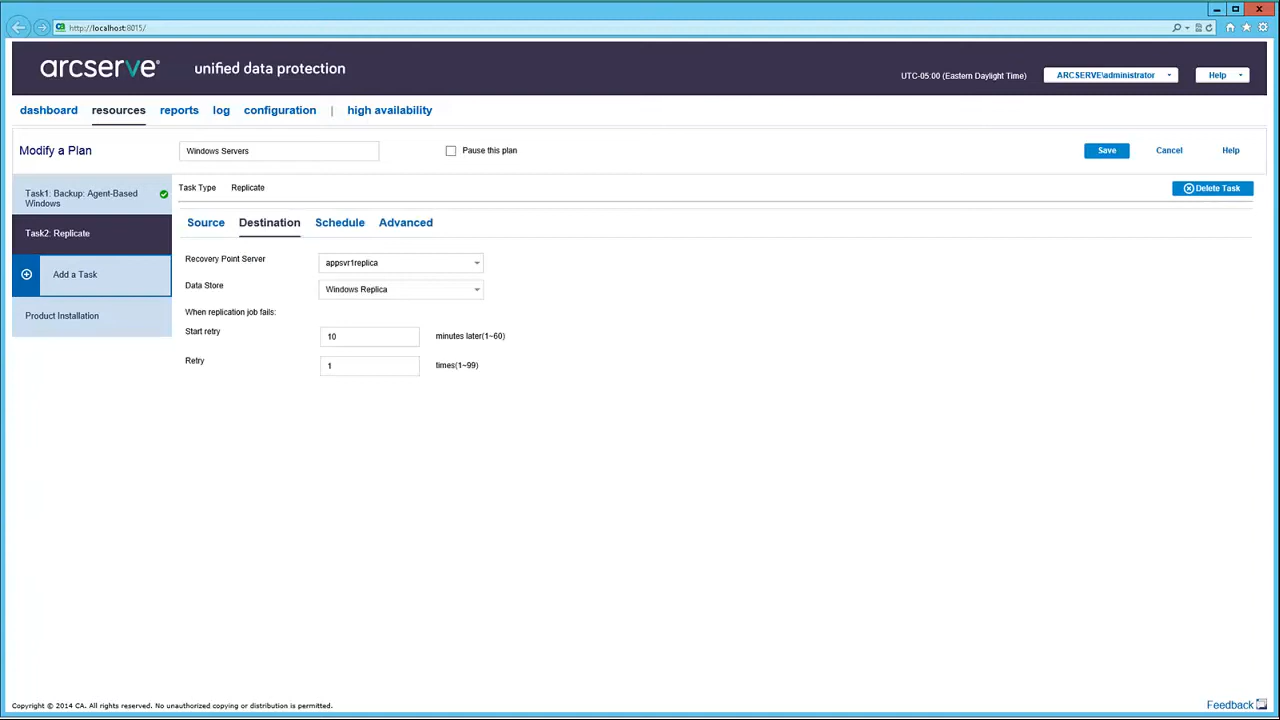 http://localhost:8015/
arcserve® unified data protection
UTC-05:00 (Eastern Daylight Time)
ARCSERVE\administrator
Help
dashboard resources reports log configuration | high availability
Modify a Plan
Windows Servers
Pause this plan
Save Cancel Help
Task1: Backup: Agent-Based
Windows
Task2: Replicate
Add a Task
Product Installation
Task Type Replicate
Delete Task
Source Destination Schedule Advanced
Recovery Point Server appsvr1replica
Data Store Windows Replica
When replication job fails:
Start retry 10 minutes later(1~60)
Retry 1 times(1~99)
Copyright © 2014 CA. All rights reserved. No unauthorized copying or distribution is permitted.
Feedback